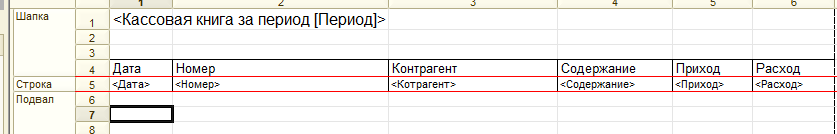 1 2 3 4 5 6
Шапка 1 <Кассовая книга за период [Период]>
2
3
4 Дата Номер Контрагент Содержание Приход Расход
Строка 5 <Дата> <Номер> <Котрагент> <Содержание> <Приход> <Расход>
Подвал 6
7
8